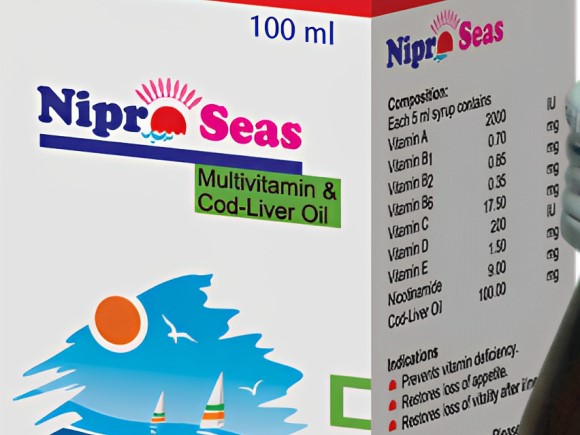 100 ml
Nipro Seas
Multivitamin &
Cod-Liver Oil
Nipro Seas
Composition:
Each 5 ml syrup contains
Vitamin A 2000 IU
Vitamin B1 0.70 mg
Vitamin B2 0.85 mg
Vitamin B6 0.35 mg
Vitamin C 17.50 mg
Vitamin D 200 IU
Vitamin E 1.50 mg
Nicotinamide 9.00 mg
Cod-Liver Oil 100.00 mg
Indications
Prevents vitamin deficiency.
Restores loss of appetite.
Restores loss of vitality after
Please